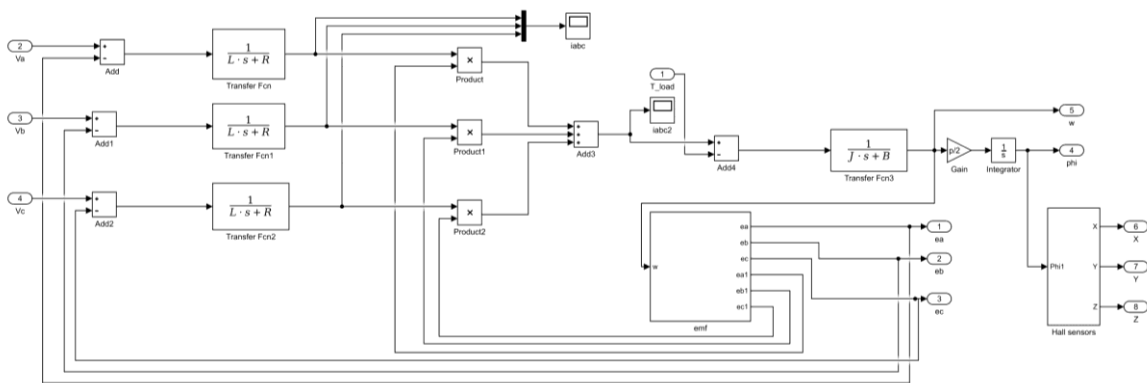 iabc
2
Va
+
-
Add
1
L · s + R
Transfer Fcn
×
Product
1
T_load
iabc2
3
Vb
+
-
Add1
1
L · s + R
Transfer Fcn1
×
Product1
+
+
+
Add3
+
-
Add4
1
J · s + B
Transfer Fcn3
5
w
p/2
Gain
1
s
Integrator
4
phi
4
Vc
+
-
Add2
1
L · s + R
Transfer Fcn2
×
Product2
w
ea
eb
ec
ea1
eb1
ec1
emf
1
ea
2
eb
3
ec
Phi1
X
Y
Z
Hall sensors
6
X
7
Y
8
Z